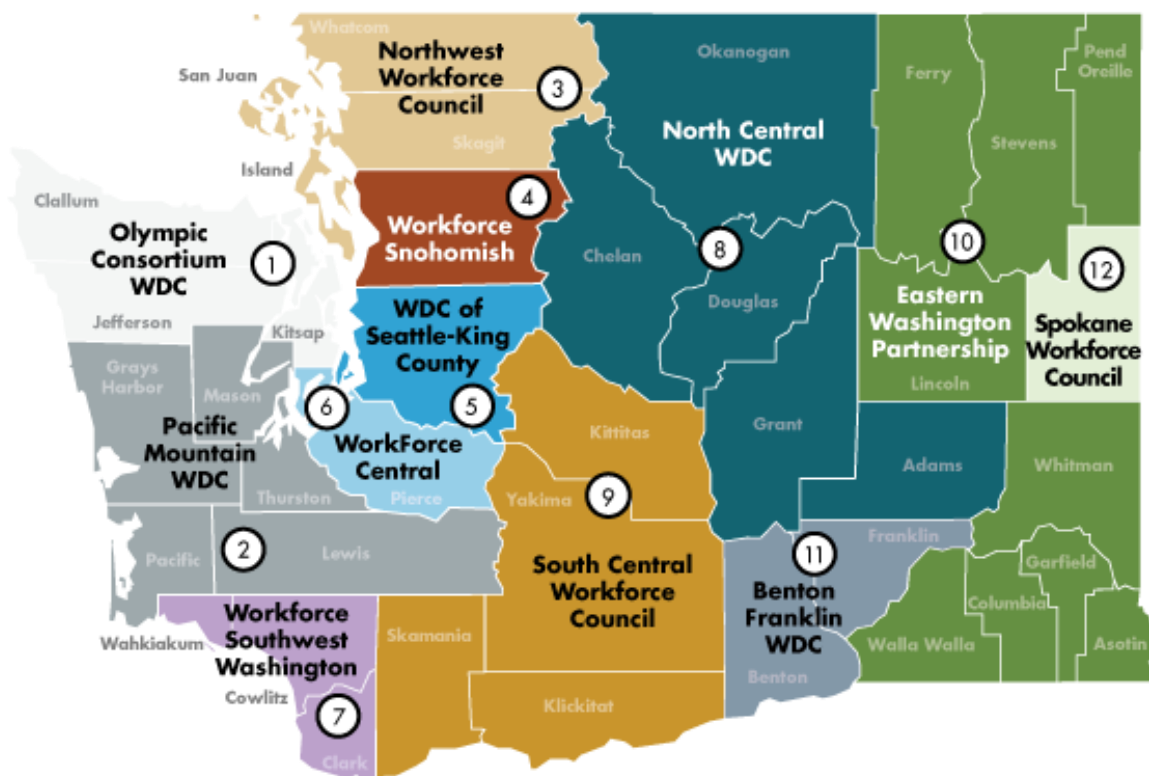 Whatcom
San Juan
Northwest
Workforce
Council
3
Skagit
Island
Okanogan
North Central
WDC
Ferry
Pend
Oreille
Stevens
Clallum
Olympic
Consortium
WDC
1
Jefferson
Kitsap
4
Workforce
Snohomish
Chelan
8
Douglas
10
12
Eastern
Washington
Partnership
Lincoln
Spokane
Workforce
Council
WDC of
Seattle-King
County
5
Grays
Harbor
Mason
6
Pacific
Mountain
WDC
WorkForce
Central
Pierce
Thurston
Kittitas
Grant
Adams
Whitman
Yakima
9
2
Pacific
Lewis
South Central
Workforce
Council
11
Franklin
Benton
Franklin
WDC
Benton
Garfield
Columbia
Walla Walla
Asotin
Wahkiakum
Workforce
Southwest
Washington
Cowlitz
7
Clark
Skamania
Klickitat